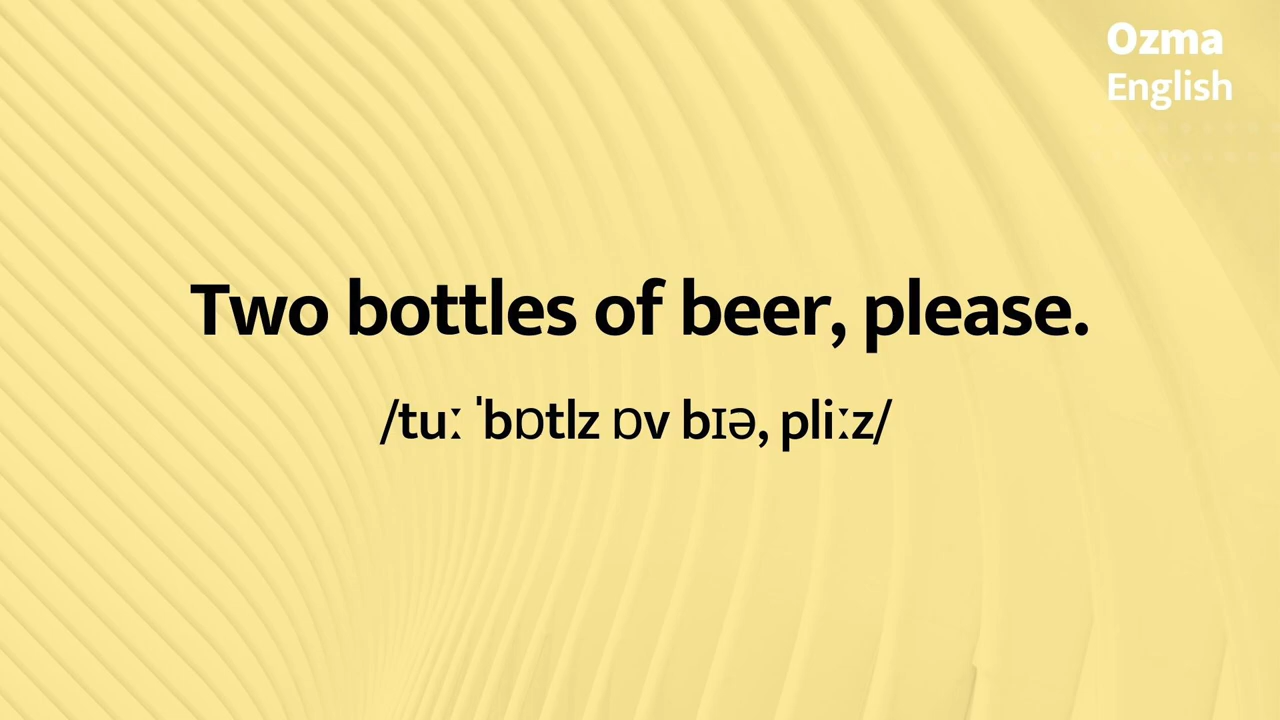 Ozma
English
Two bottles of beer, please.
/tuː ˈbɒtlz ɒv bɪə, pliːz/